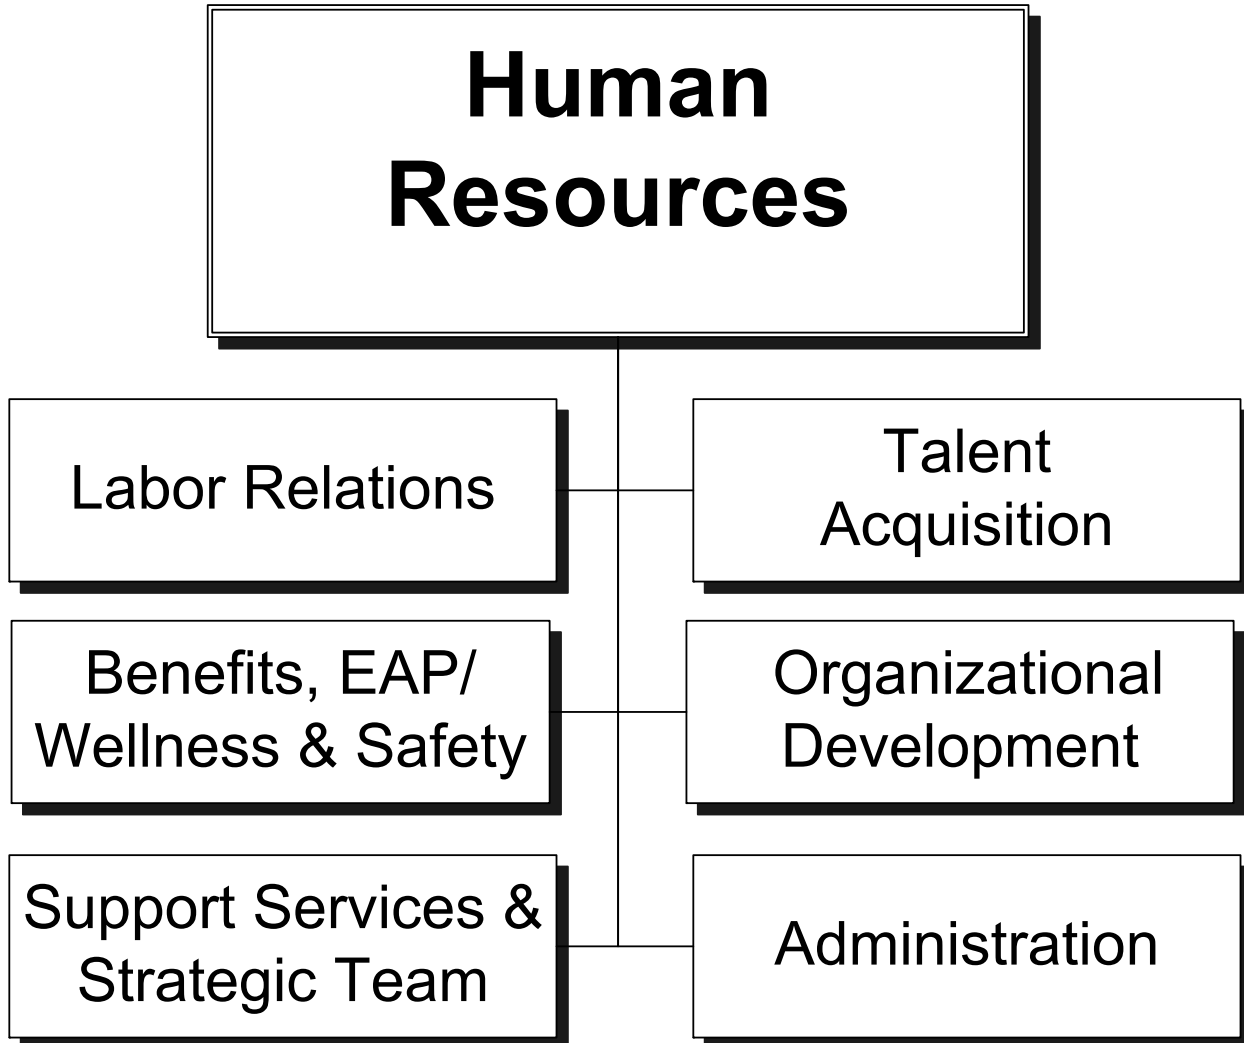 Human
Resources
Labor Relations
Talent
Acquisition
Benefits, EAP/
Wellness & Safety
Organizational
Development
Support Services &
Strategic Team
Administration